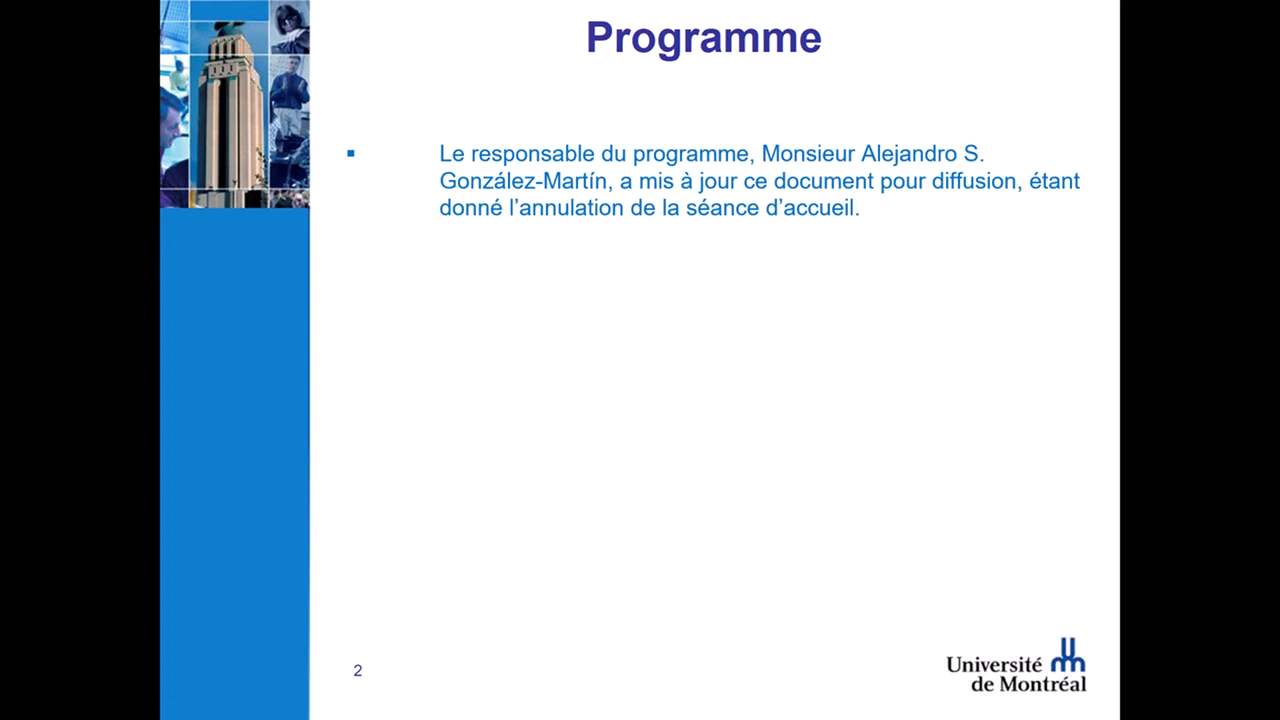 Programme
▪ Le responsable du programme, Monsieur Alejandro S.
González-Martín, a mis à jour ce document pour diffusion, étant
donné l’annulation de la séance d’accueil.
2
Université
de Montréal